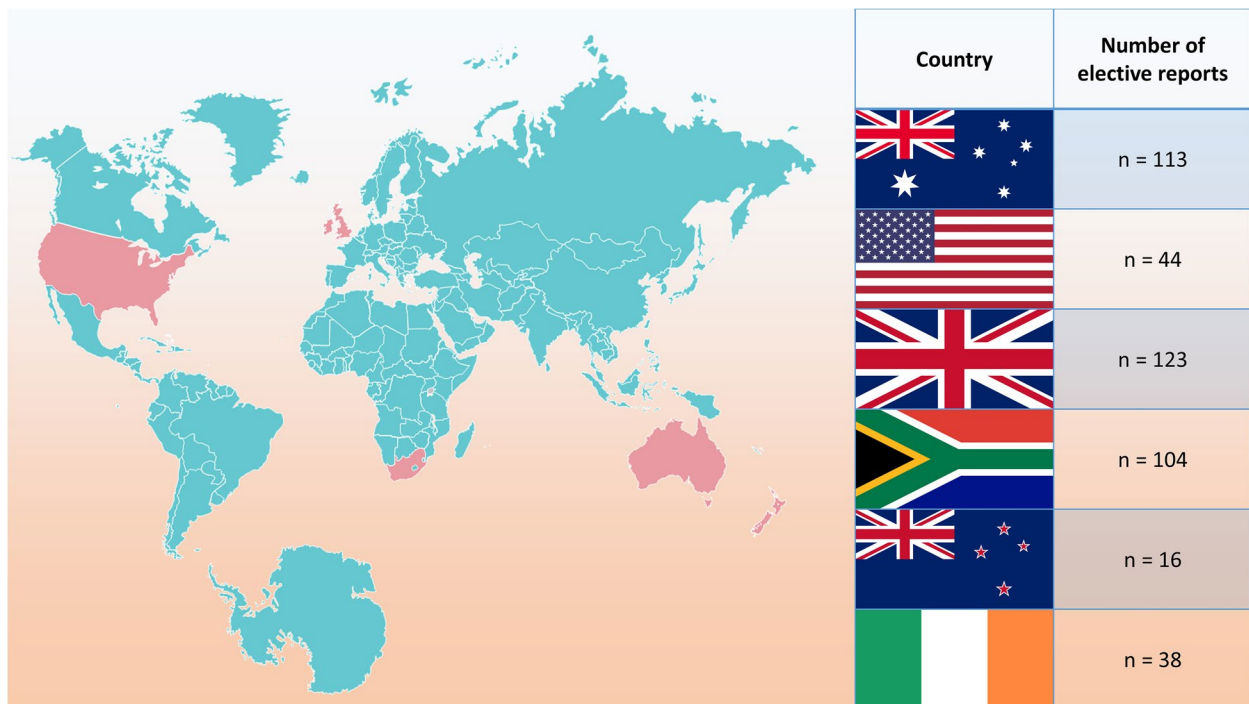 Country
Number of
elective reports
n = 113
n = 44
n = 123
n = 104
n = 16
n = 38